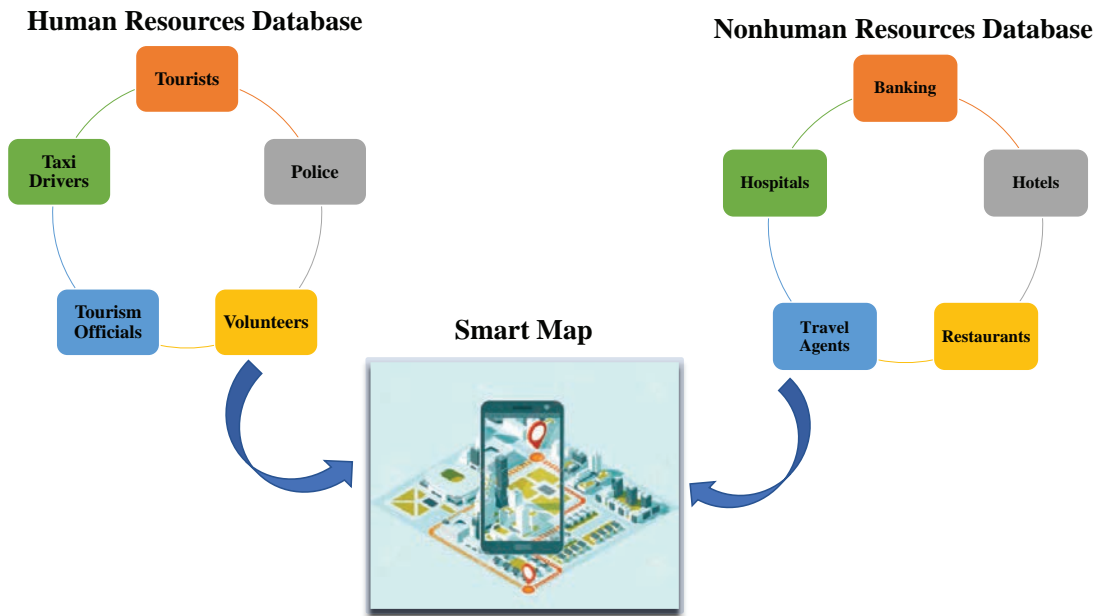 Human Resources Database
Tourists
Taxi
Drivers
Police
Tourism
Officials
Volunteers
Nonhuman Resources Database
Banking
Hospitals
Hotels
Travel
Agents
Restaurants
Smart Map